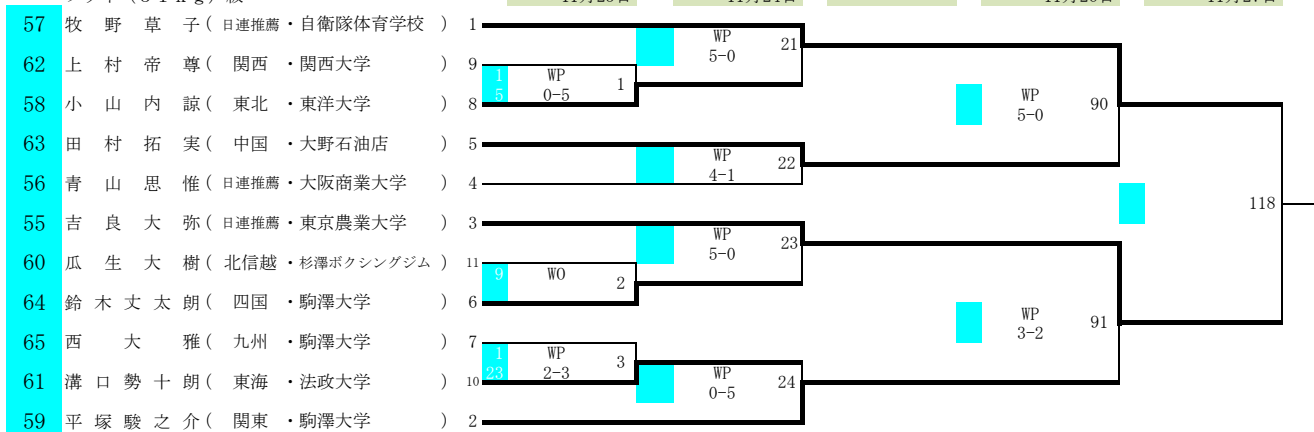 57 牧 野 草 子 ( 日連推薦 ・ 自衛隊体育学校 ) 1
62 上 村 帝 尊 ( 関西 ・ 関西大学 ) 9
58 小 山 内 諒 ( 東北 ・ 東洋大学 ) 8
63 田 村 拓 実 ( 中国 ・ 大野石油店 ) 5
56 青 山 思 惟 ( 日連推薦 ・ 大阪商業大学 ) 4
55 吉 良 大 弥 ( 日連推薦 ・ 東京農業大学 ) 3
60 瓜 生 大 樹 ( 北信越 ・ 杉澤ボクシングジム ) 11
64 鈴 木 丈 太 朗 ( 四国 ・ 駒澤大学 ) 6
65 西 大 雅 ( 九州 ・ 駒澤大学 ) 7
61 溝 口 勢 十 朗 ( 東海 ・ 法政大学 ) 10
59 平 塚 駿 之 介 ( 関東 ・ 駒澤大学 ) 2
1
5
WP
0-5
1
9
WO
2
1
23
WP
2-3
3
WP
5-0
21
WP
4-1
22
WP
5-0
23
WP
0-5
24
WP
5-0
90
WP
3-2
91
118